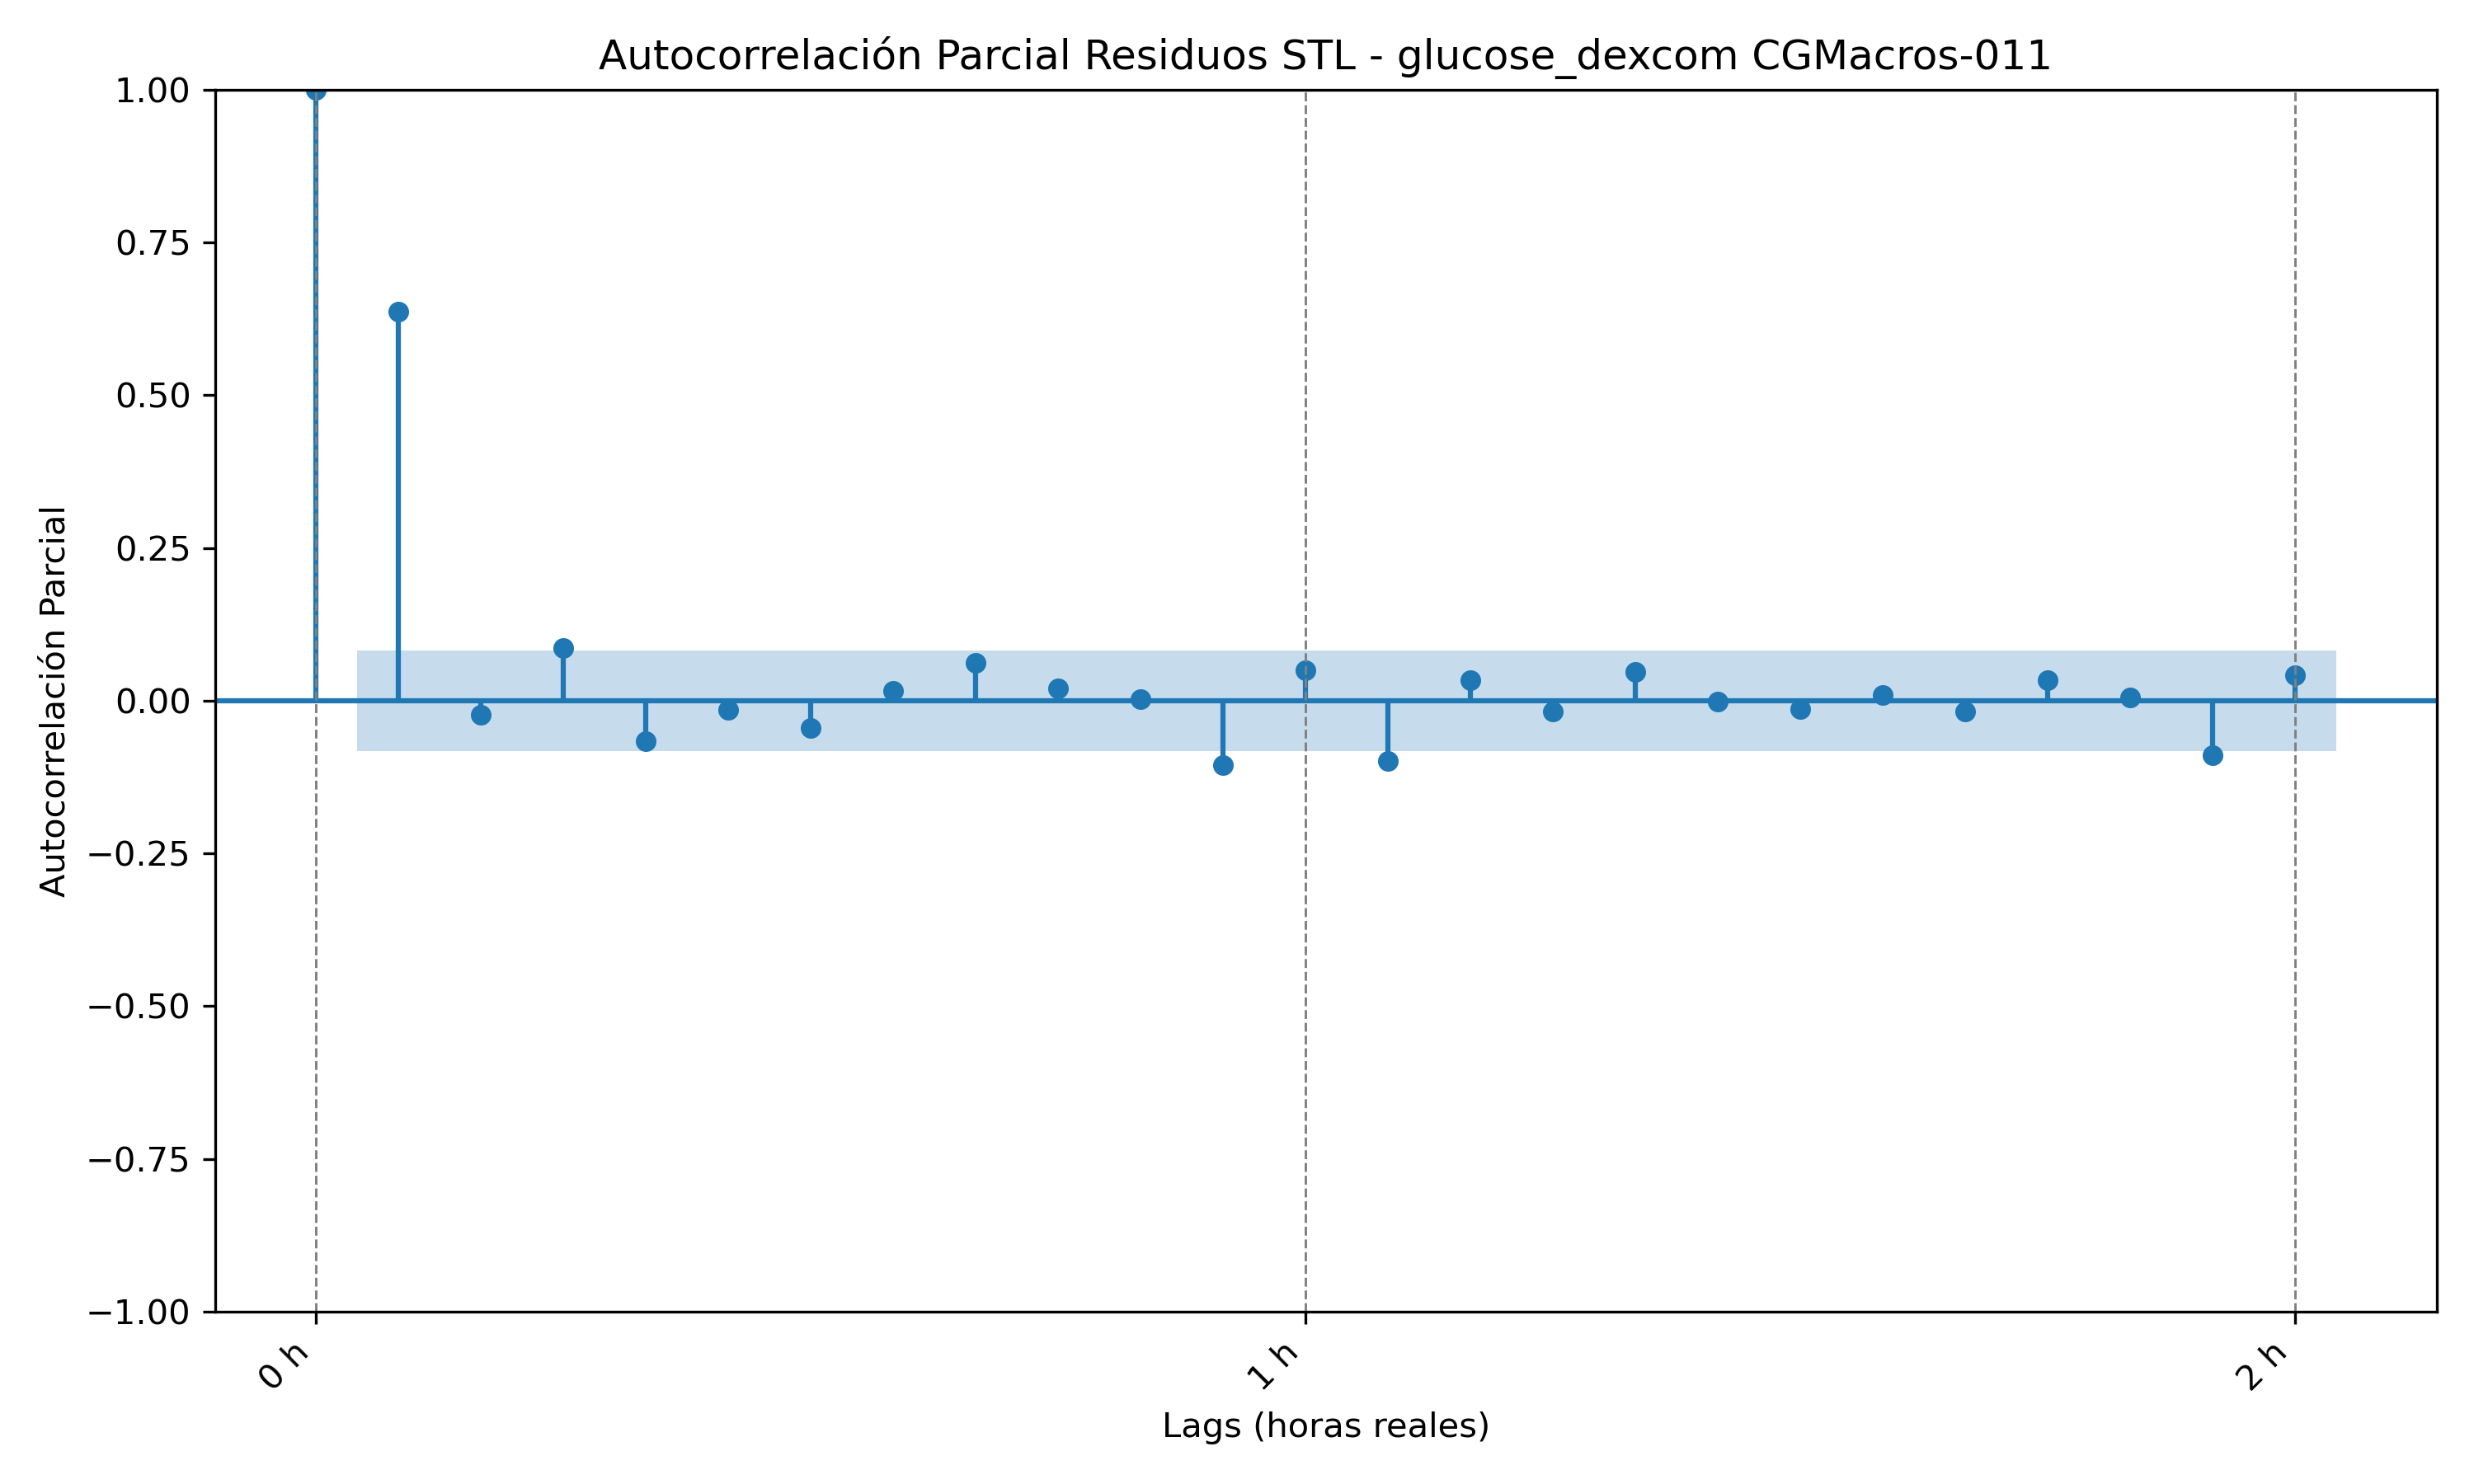 Autocorrelación Parcial Residuos STL - glucose_dexcom CGMacros-011
Autocorrelación Parcial
1.00
0.75
0.50
0.25
0.00
−0.25
−0.50
−0.75
−1.00
0 h
1 h
2 h
Lags (horas reales)